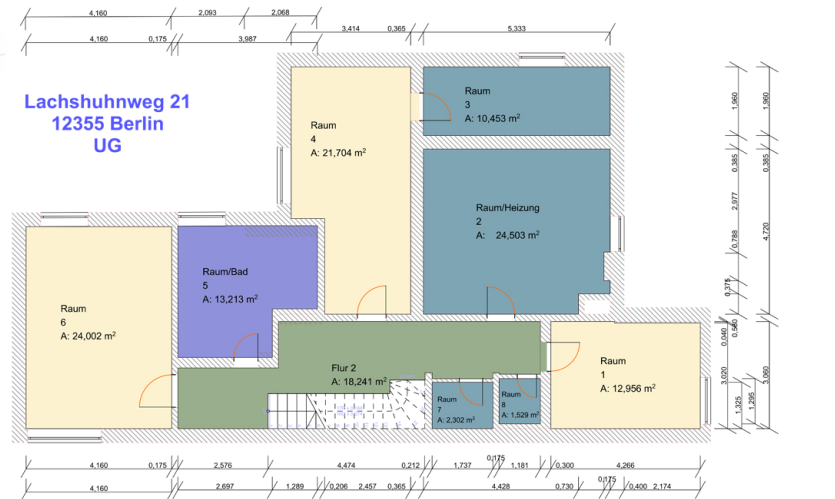 4,160 2,093 2,068
4,160 0,175 3,987
3,414 0,365 5,333
Lachshuhnweg 21
12355 Berlin
UG
Raum
3
A: 10,453 m²
Raum
4
A: 21,704 m²
Raum/Heizung
2
A: 24,503 m²
Raum/Bad
5
A: 13,213 m²
Raum
6
A: 24,002 m²
Flur 2
A: 18,241 m²
Raum
1
A: 12,956 m²
Raum
7
A: 2,302 m²
Raum
8
A: 1,529 m²
1,960
0,385
2,977
0,788
0,375
0,560
0,040
3,020
1,325
1,295
1,960
0,385
4,720
3,060
4,160 0,175 2,576 4,474 0,212 1,737 0,175 1,181 0,300 4,266
4,160 2,697 1,289 0,206 2,457 0,365 4,428 0,730 0,175 0,400 2,174